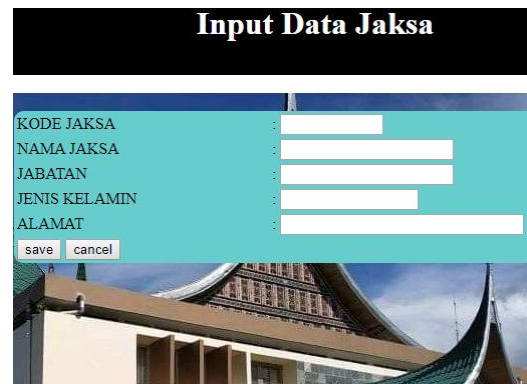 Input Data Jaksa
KODE JAKSA :
NAMA JAKSA :
JABATAN :
JENIS KELAMIN :
ALAMAT :
save cancel